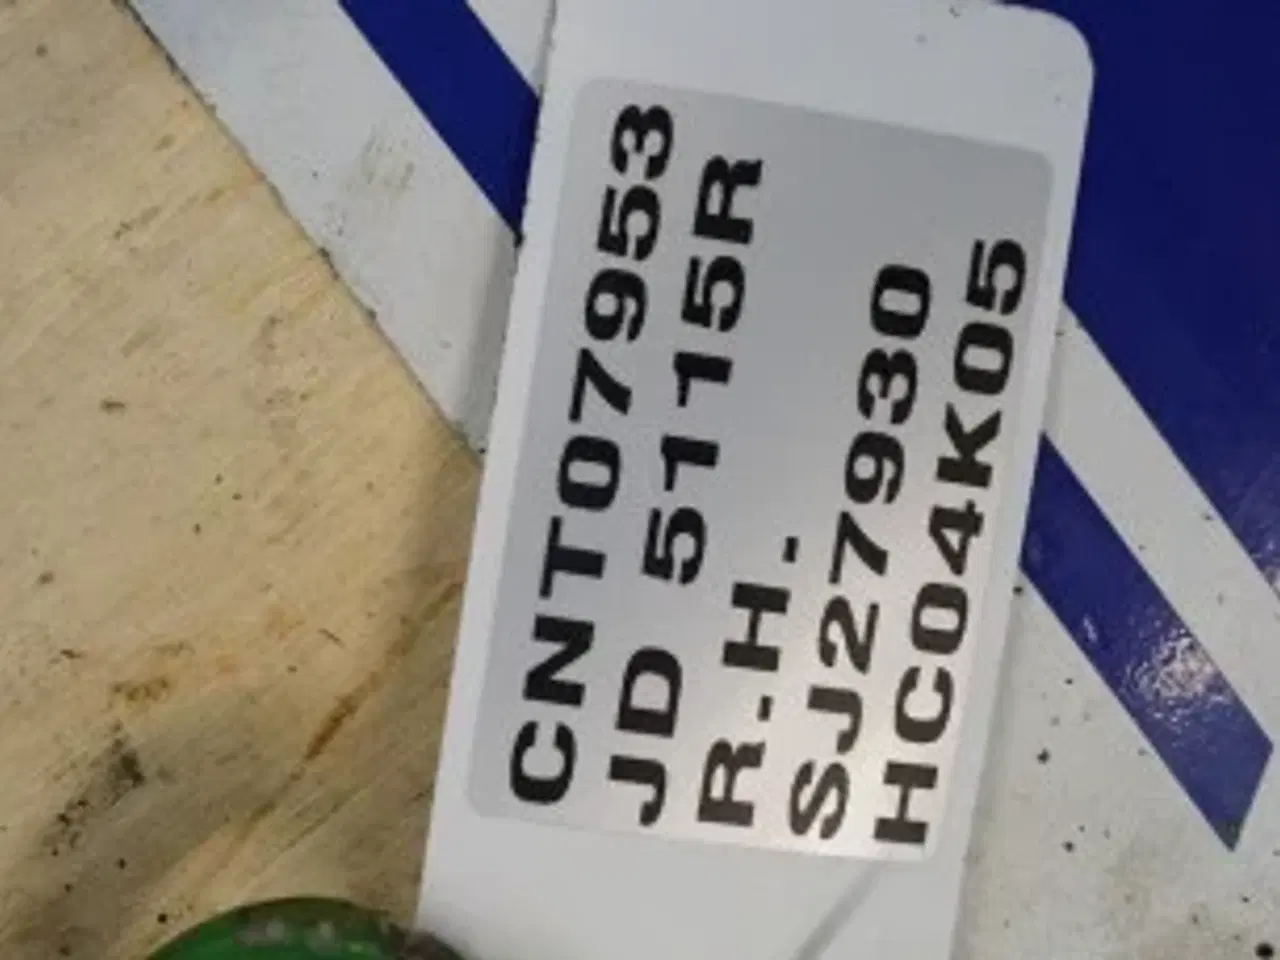 CNT07953
JD 5115R
R.H.
SJ27930
HC04K05